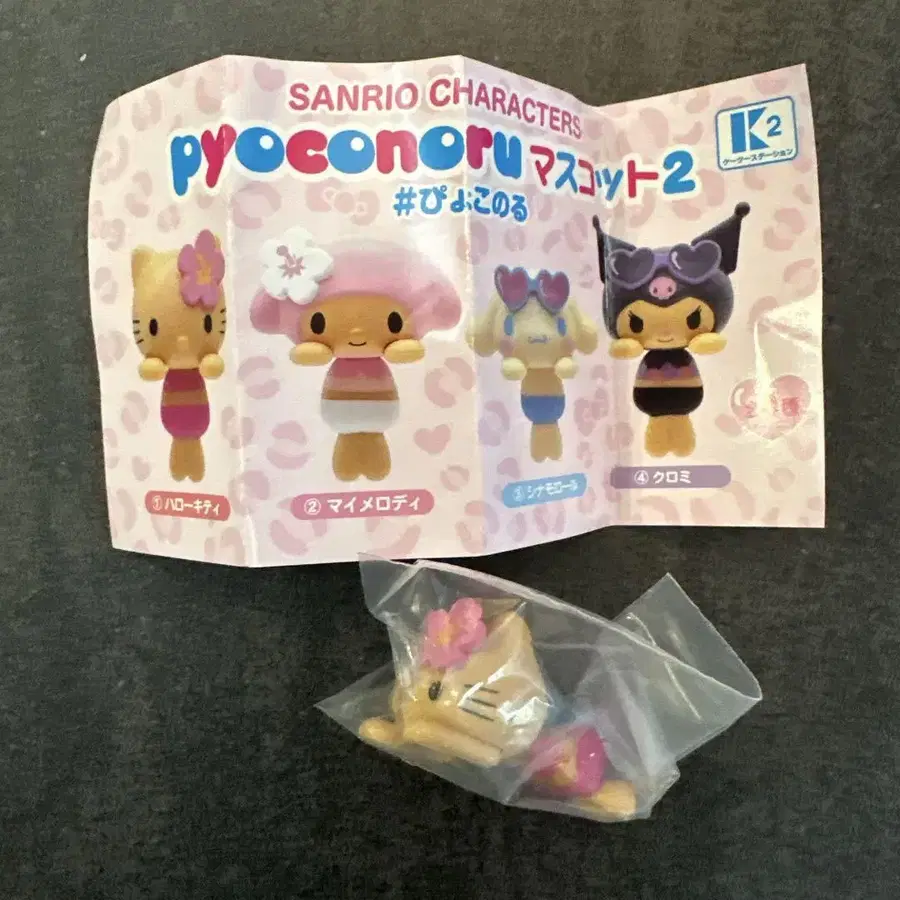 SANRIO CHARACTERS
pyoconoru マスコット2
#ぴょこのる
K2
ケーツーステーション
①ハローキティ
②マイメロディ
③シナモロール
④クロミ